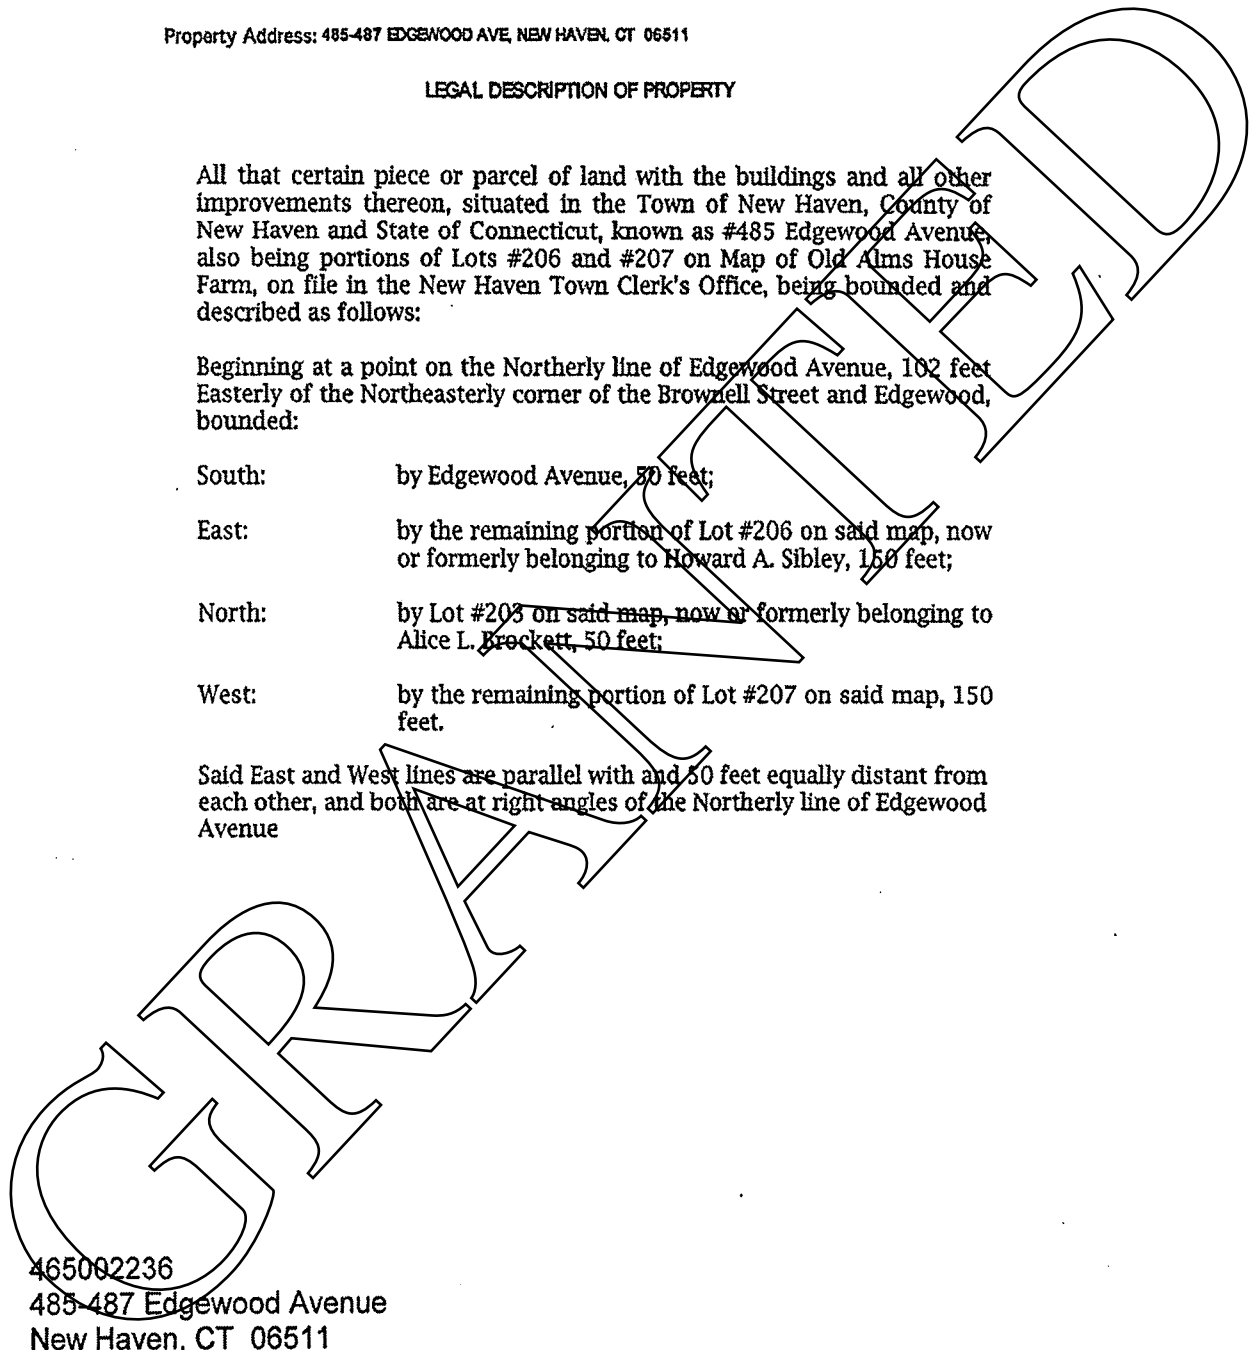 Property Address: 485-487 EDGEWOOD AVE, NEW HAVEN, CT 06511
LEGAL DESCRIPTION OF PROPERTY
All that certain piece or parcel of land with the buildings and all other
improvements thereon, situated in the Town of New Haven, County of
New Haven and State of Connecticut, known as #485 Edgewood Avenue,
also being portions of Lots #206 and #207 on Map of Old Alms House
Farm, on file in the New Haven Town Clerk's Office, being bounded and
described as follows:
Beginning at a point on the Northerly line of Edgewood Avenue, 102 feet
Easterly of the Northeasterly corner of the Brownell Street and Edgewood,
bounded:
South: by Edgewood Avenue, 50 feet;
East: by the remaining portion of Lot #206 on said map, now
or formerly belonging to Howard A. Sibley, 150 feet;
North: by Lot #203 on said map, now or formerly belonging to
Alice L. Brockett, 50 feet;
West: by the remaining portion of Lot #207 on said map, 150
feet.
Said East and West lines are parallel with and 50 feet equally distant from
each other, and both are at right angles of the Northerly line of Edgewood
Avenue
GRANTED
465002236
485-487 Edgewood Avenue
New Haven, CT 06511